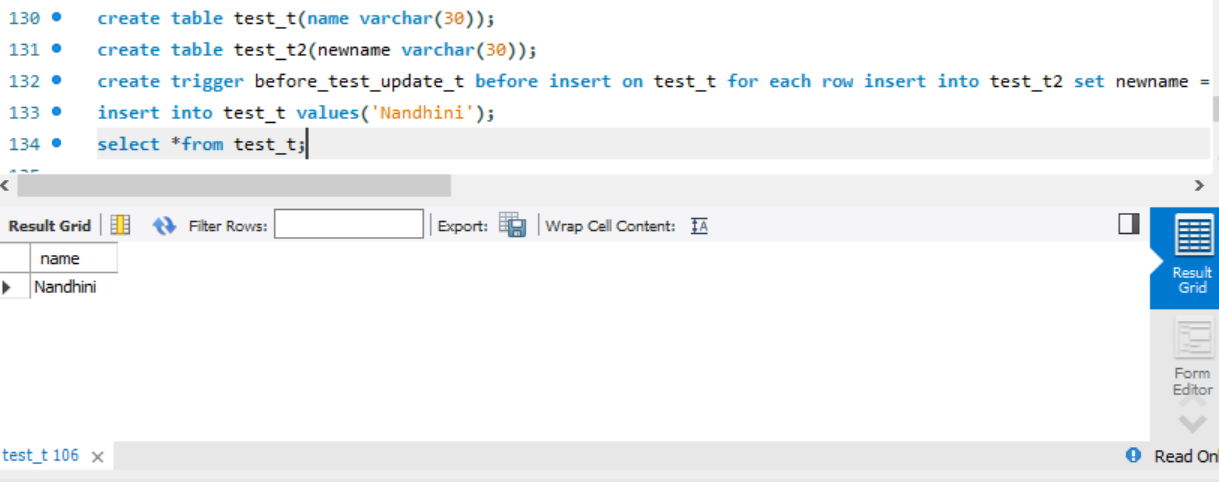 130 create table test_t(name varchar(30));
131 create table test_t2(newname varchar(30));
132 create trigger before_test_update_t before insert on test_t for each row insert into test_t2 set newname =
133 insert into test_t values('Nandhini');
134 select *from test_t;
Result Grid Filter Rows: Export: Wrap Cell Content: IA
name
Nandhini
Result
Grid
Form
Editor
test_t 106
Read Onl